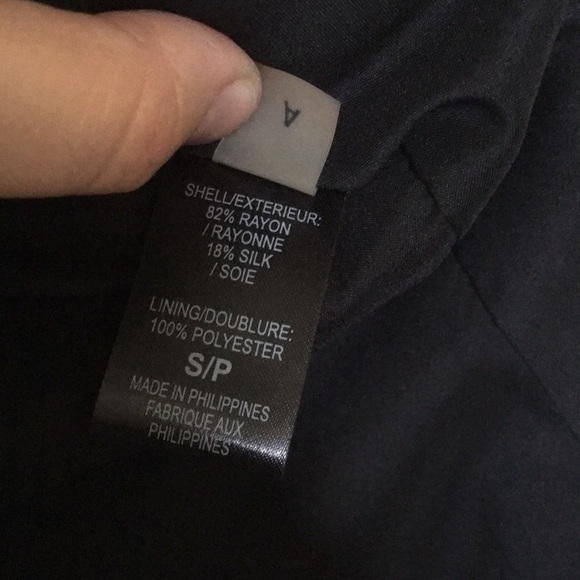 A
SHELL/EXTERIEUR:
82% RAYON
/RAYONNE
18% SILK
/SOIE
LINING/DOUBLURE:
100% POLYESTER
S/P
MADE IN PHILIPPINES
FABRIQUE AUX
PHILIPPINES